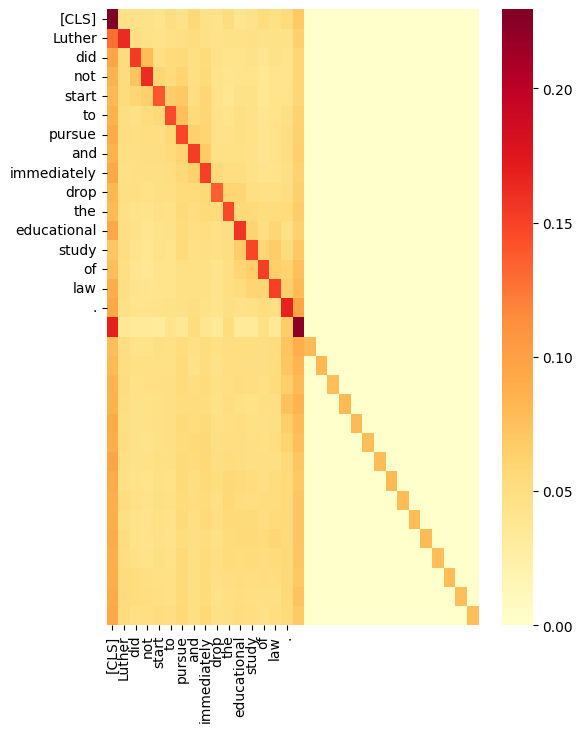 [CLS]
Luther
did
not
start
to
pursue
and
immediately
drop
the
educational
study
of
law
.
0.20
0.15
0.10
0.05
0.00
[CLS]
Luther
did
not
start
to
pursue
and
immediately
drop
the
educational
study
of
law
.